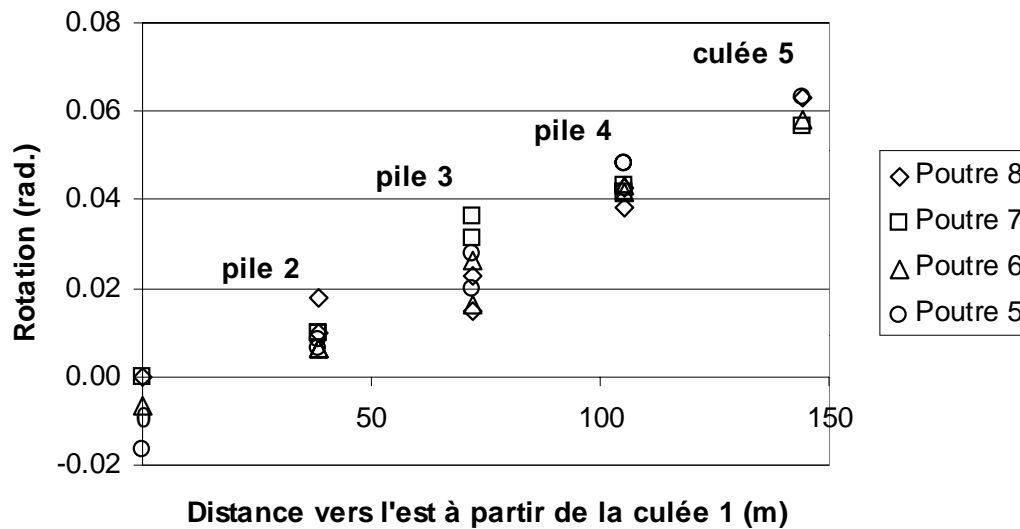 0.08
0.06
0.04
0.02
0.00
-0.02
Rotation (rad.)
culée 5
pile 4
pile 3
pile 2
0
50
100
150
Distance vers l'est à partir de la culée 1 (m)
Poutre 8
Poutre 7
Poutre 6
Poutre 5